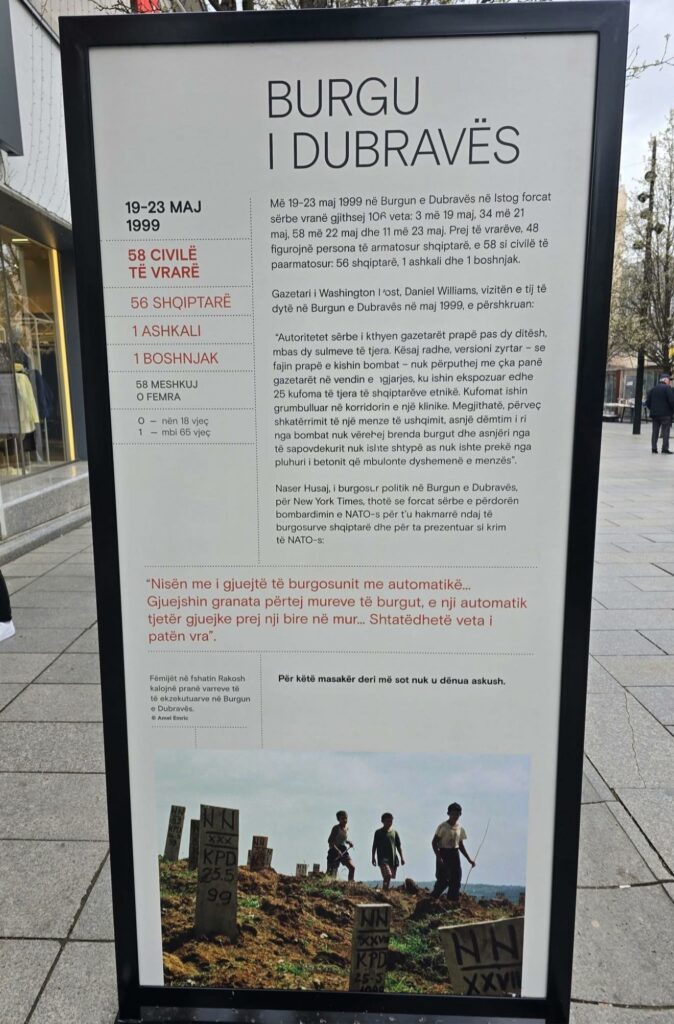 BURGU
I DUBRAVËS
19-23 MAJ
1999
58 CIVILË
TË VRARË
56 SHQIPTARË
1 ASHKALI
1 BOSHNJAK
58 MESHKUJ
0 FEMRA
0 – nën 18 vjeç
1 – mbi 65 vjeç
Më 19-23 maj 1999 në Burgun e Dubravës në Istog forcat
sërbe vranë gjithsej 106 veta: 3 më 19 maj, 34 më 21
maj, 58 më 22 maj dhe 11 më 23 maj. Prej të vrarëve, 48
figurojnë persona të armatosur shqiptarë, e 58 si civilë të
paarmatosur: 56 shqiptarë, 1 ashkali dhe 1 boshnjak.
Gazetari i Washington Post, Daniel Williams, vizitën e tij të
dytë në Burgun e Dubravës në maj 1999, e përshkruan:
“Autoritetet sërbe i kthyen gazetarët prapë pas dy ditësh,
mbas dy sulmeve të tjera. Kësaj radhe, versioni zyrtar – se
fajin prapë e kishin bombat – nuk përputhej me çka panë
gazetarët në vendin e ngjarjes, ku ishin ekspozuar edhe
25 kufoma të tjera të shqiptarëve etnikë. Kufomat ishin
grumbulluar në korridorin e një klinike. Megjithatë, përveç
shkatërrimit të një menze të ushqimit, asnjë dëmtim i ri
nga bombat nuk vërehej brenda burgut dhe asnjëri nga
të sapovdekurit nuk ishte shtypë as nuk ishte prekë nga
pluhuri i betonit që mbulonte dyshemenë e menzës”.
Naser Husaj, i burgosur politik në Burgun e Dubravës,
për New York Times, thotë se forcat sërbe e përdorën
bombardimin e NATO-s për t'u hakmarrë ndaj të
burgosurve shqiptarë dhe për ta prezentuar si krim
të NATO-s:
“Nisën me i gjuejtë të burgosunit me automatikë...
Gjuejshin granata përtej mureve të burgut, e nji automatik
tjetër gjuejke prej nji bire në mur... Shtatëdhetë veta i
patën vra”.
Fëmijët në fshatin Rakosh
kalojnë pranë varreve të
të ekzekutuarve në Burgun
e Dubravës.
© Amel Emric
Për këtë masakër deri më sot nuk u dënua askush.
NN
XXX
KPD
25.5
99
NN
XXVI
KPD
25.5
NN
XXVII